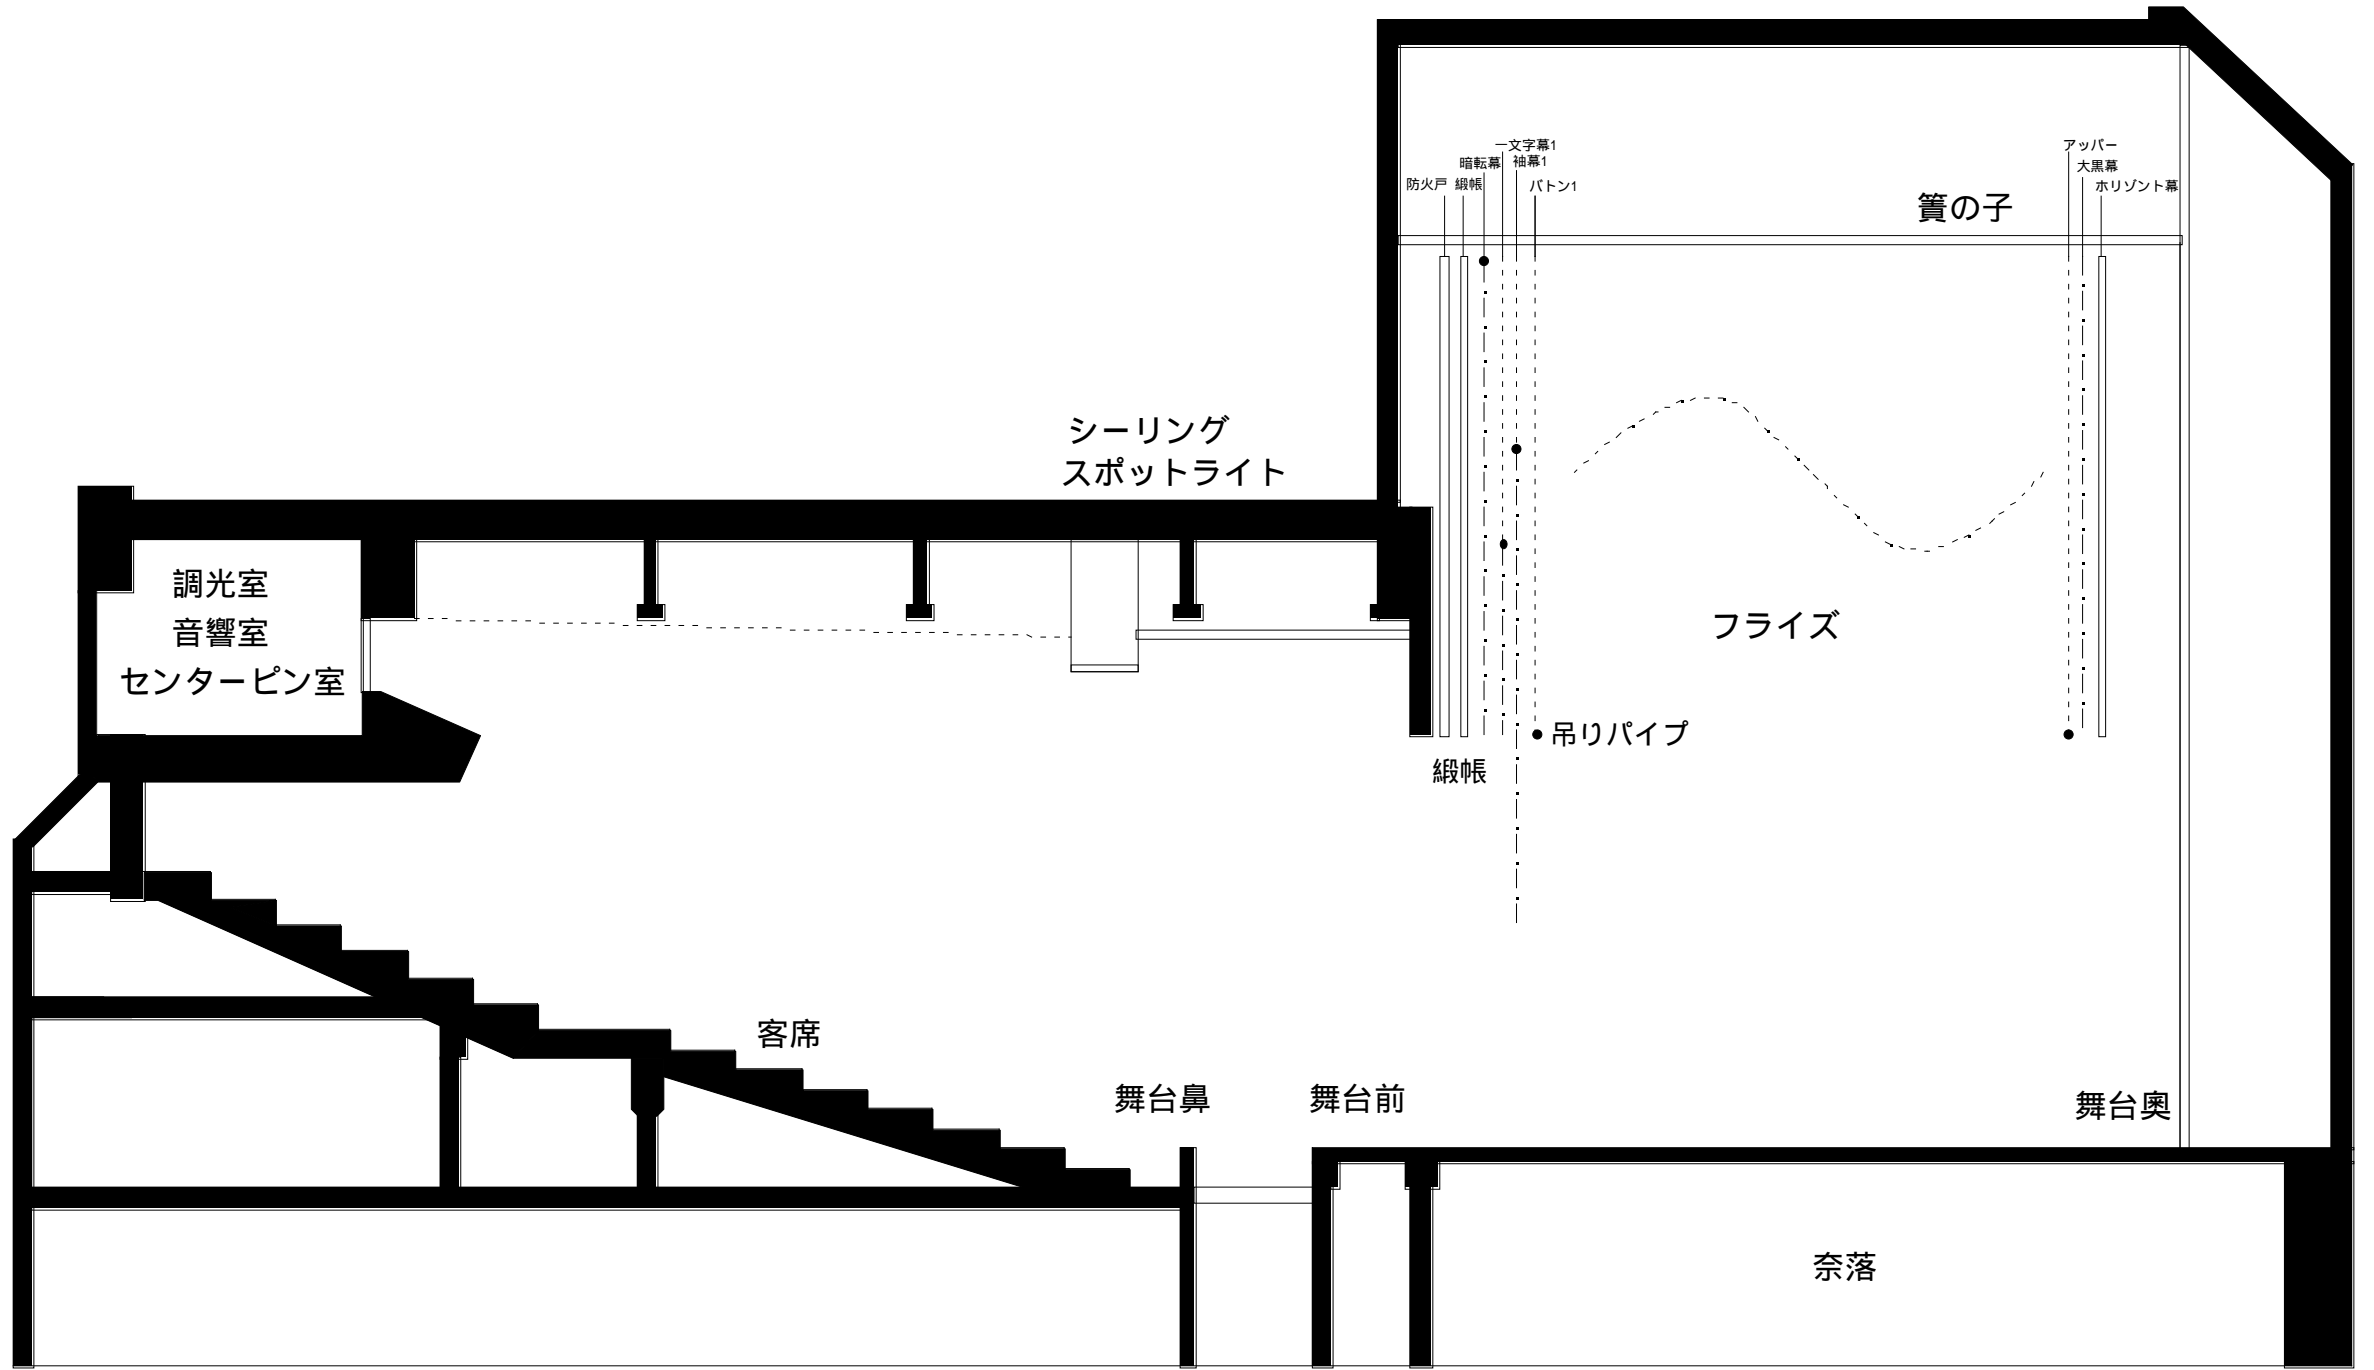 一文字幕1
アッパー
暗転幕
袖幕1
大黒幕
防火戸
緞帳
バトン1
ホリゾント幕
簀の子
シーリング
スポットライト
調光室
音響室
センターピン室
フライズ
吊りパイプ
緞帳
客席
舞台鼻
舞台前
舞台奥
奈落